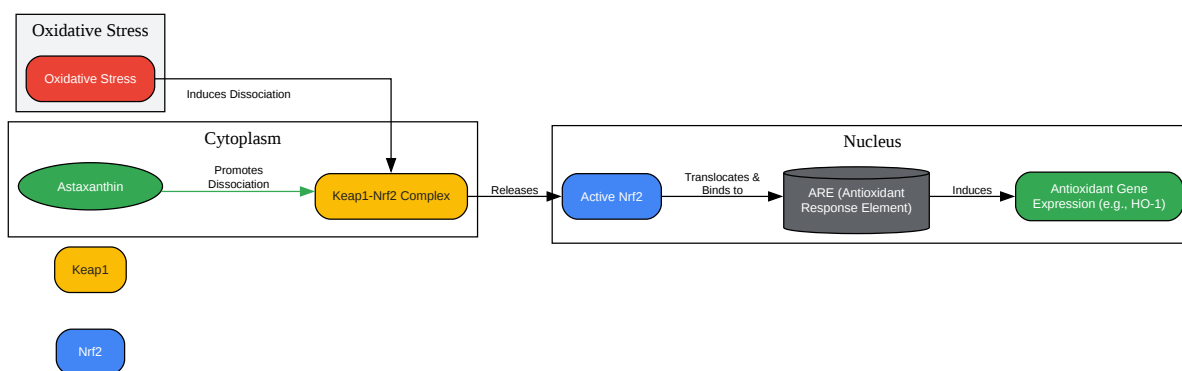 Oxidative Stress
Oxidative Stress
Induces Dissociation
Cytoplasm
Astaxanthin
Promotes
Dissociation
Keap1-Nrf2 Complex
Releases
Nucleus
Active Nrf2
Translocates &
Binds to
ARE (Antioxidant
Response Element)
Induces
Antioxidant Gene
Expression (e.g., HO-1)
Keap1
Nrf2